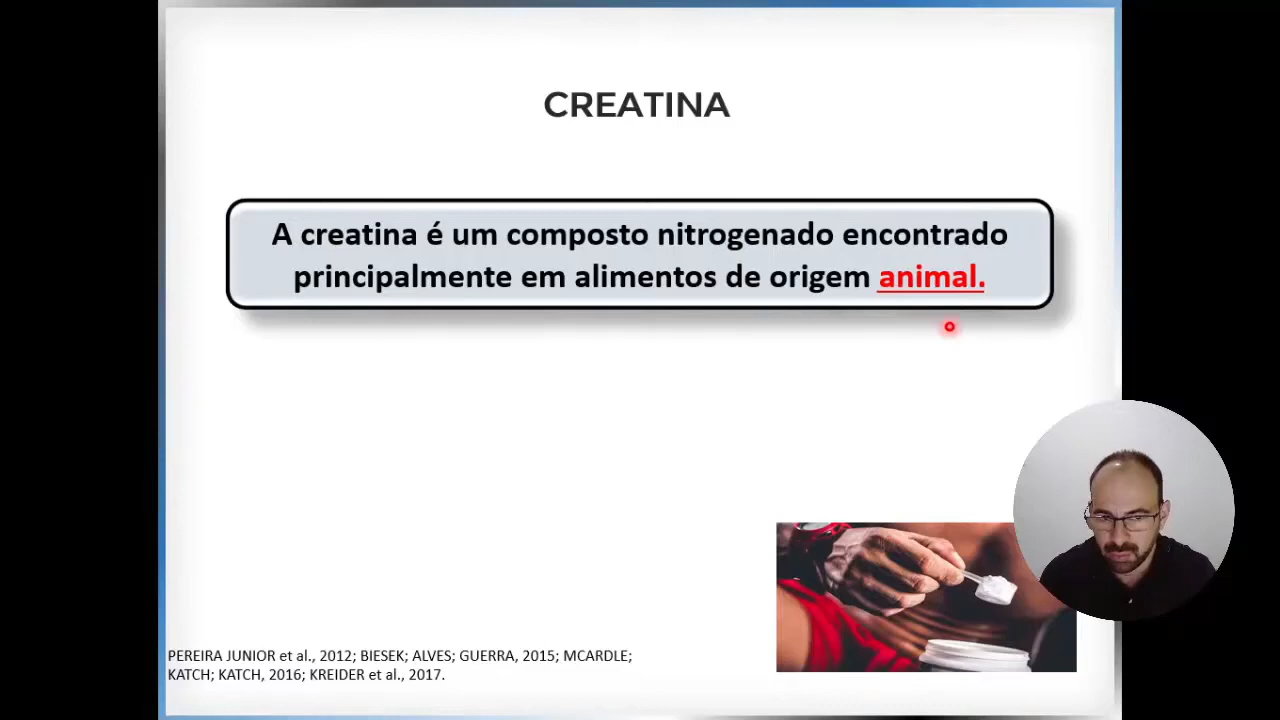 CREATINA
A creatina é um composto nitrogenado encontrado
principalmente em alimentos de origem animal.
PEREIRA JUNIOR et al., 2012; BIESEK; ALVES; GUERRA, 2015; MCARDLE;
KATCH; KATCH, 2016; KREIDER et al., 2017.